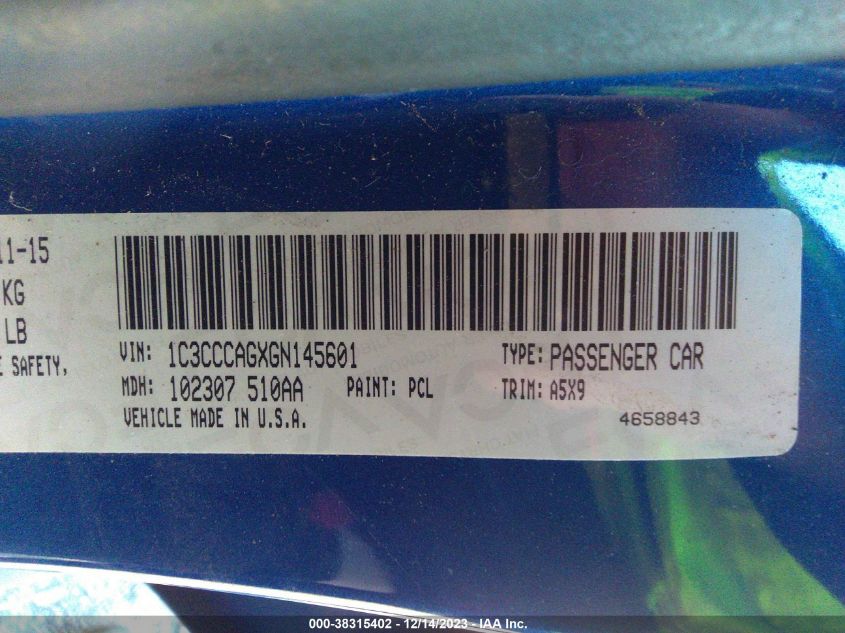 11-15
KG
LB
E SAFETY,
VIN: 1C3CCCAGXGN145601
TYPE: PASSENGER CAR
MDH: 102307 510AA
PAINT: PCL
TRIM: A5X9
VEHICLE MADE IN U.S.A.
4658843
000-38315402 - 12/14/2023 - IAA Inc.